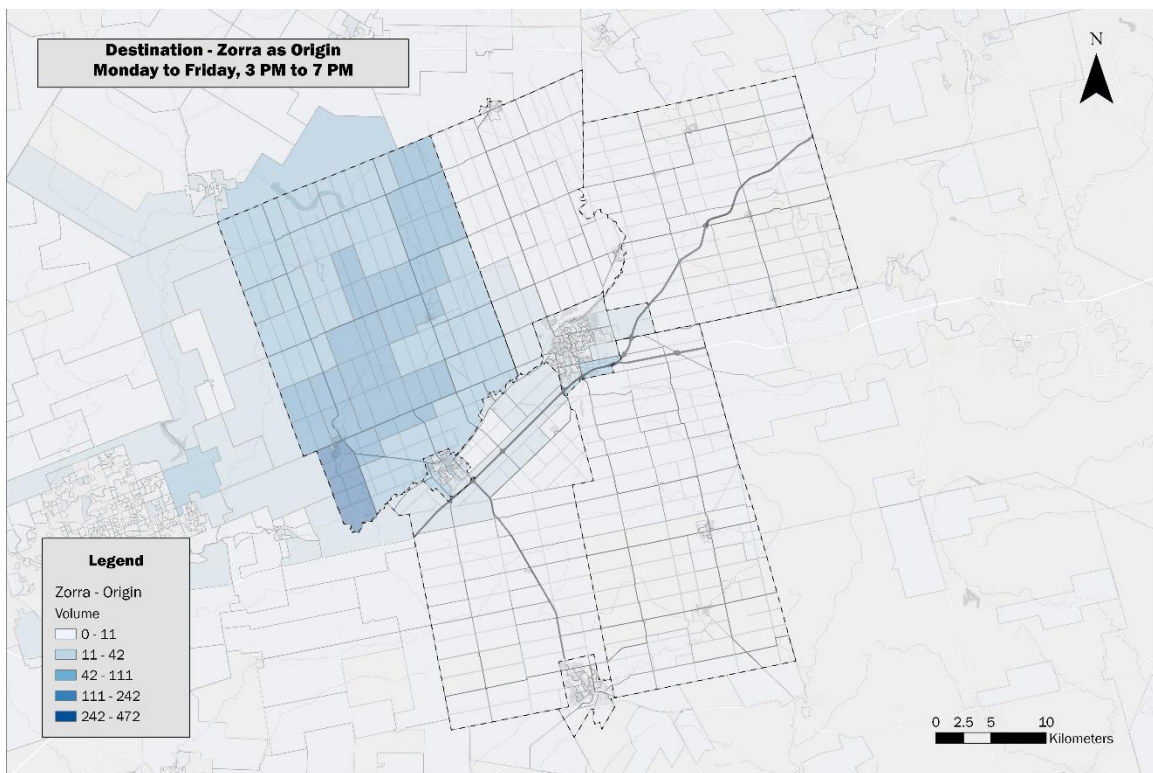 Destination - Zorra as Origin
Monday to Friday, 3 PM to 7 PM
N
Legend
Zorra - Origin
Volume
0 - 11
11 - 42
42 - 111
111 - 242
242 - 472
0 2.5 5 10
Kilometers